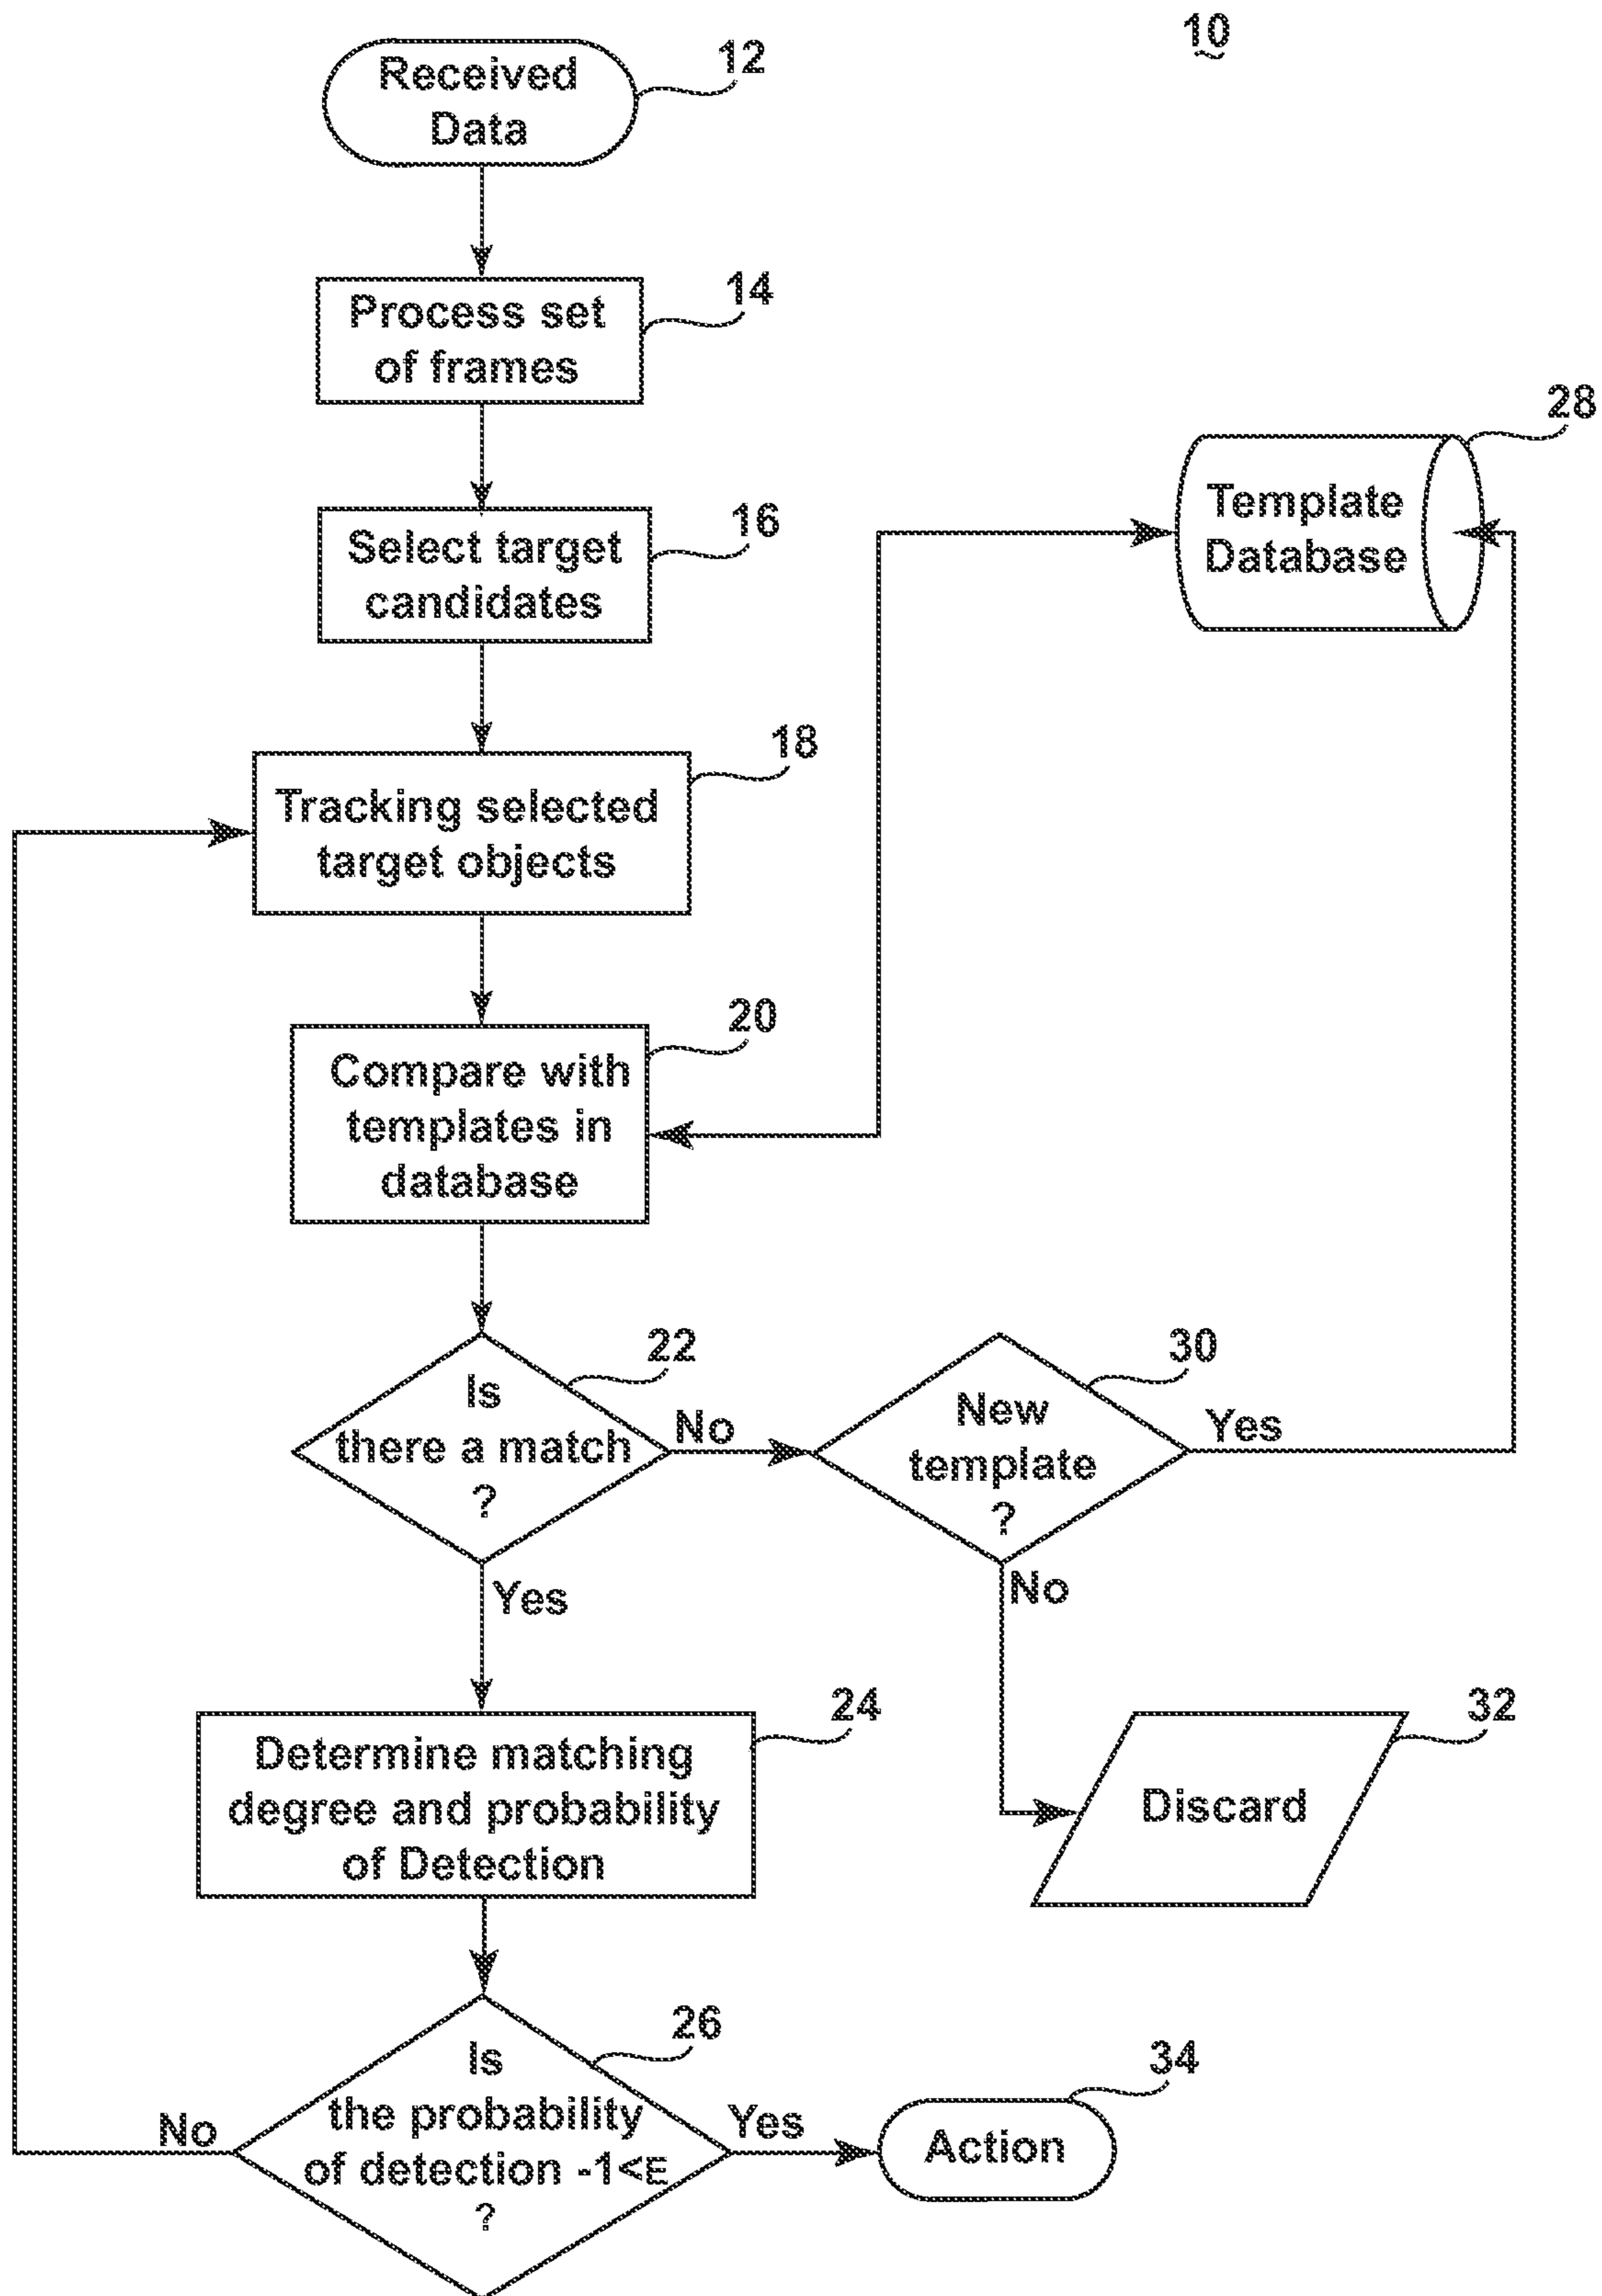 10
12
Received
Data
14
Process set
of frames
28
Template
Database
16
Select target
candidates
18
Tracking selected
target objects
20
Compare with
templates in
database
22
Is
there a match
?
No
30
New
template
?
Yes
Yes
No
24
Determine matching
degree and probability
of Detection
32
Discard
26
Is
the probability
of detection -1<E
?
No
Yes
34
Action